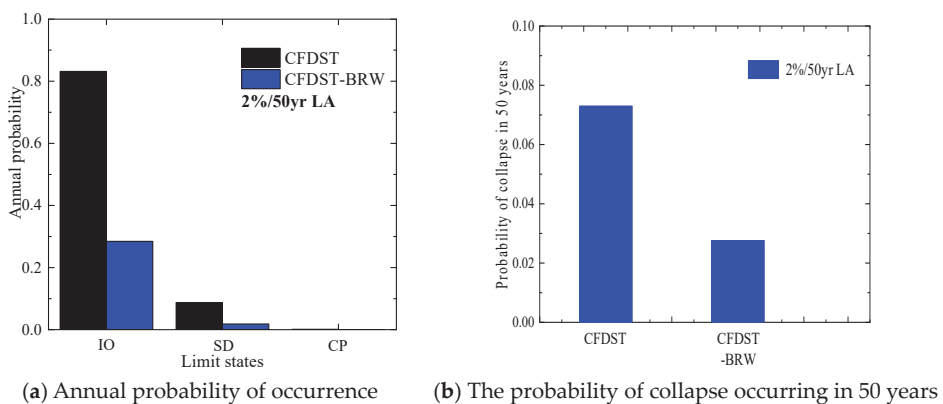 1.0
0.8
0.6
0.4
0.2
0.0
Annual probability
CFDST
CFDST-BRW
2%/50yr LA
IO SD CP
Limit states
(a) Annual probability of occurrence
0.10
0.08
0.06
0.04
0.02
0.00
Probability of collapse in 50 years
2%/50yr LA
CFDST CFDST
-BRW
(b) The probability of collapse occurring in 50 years